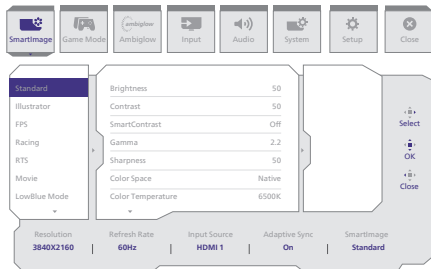 ambiglow
SmartImage Game Mode Ambiglow Input Audio System Setup Close
Standard Brightness 50
Illustrator Contrast 50
FPS SmartContrast Off
Racing Gamma 2.2
RTS Sharpness 50
Movie Color Space Native
LowBlue Mode Color Temperature 6500K
Select
OK
Close
Resolution Refresh Rate Input Source Adaptive Sync SmartImage
3840X2160 | 60Hz | HDMI 1 | On | Standard